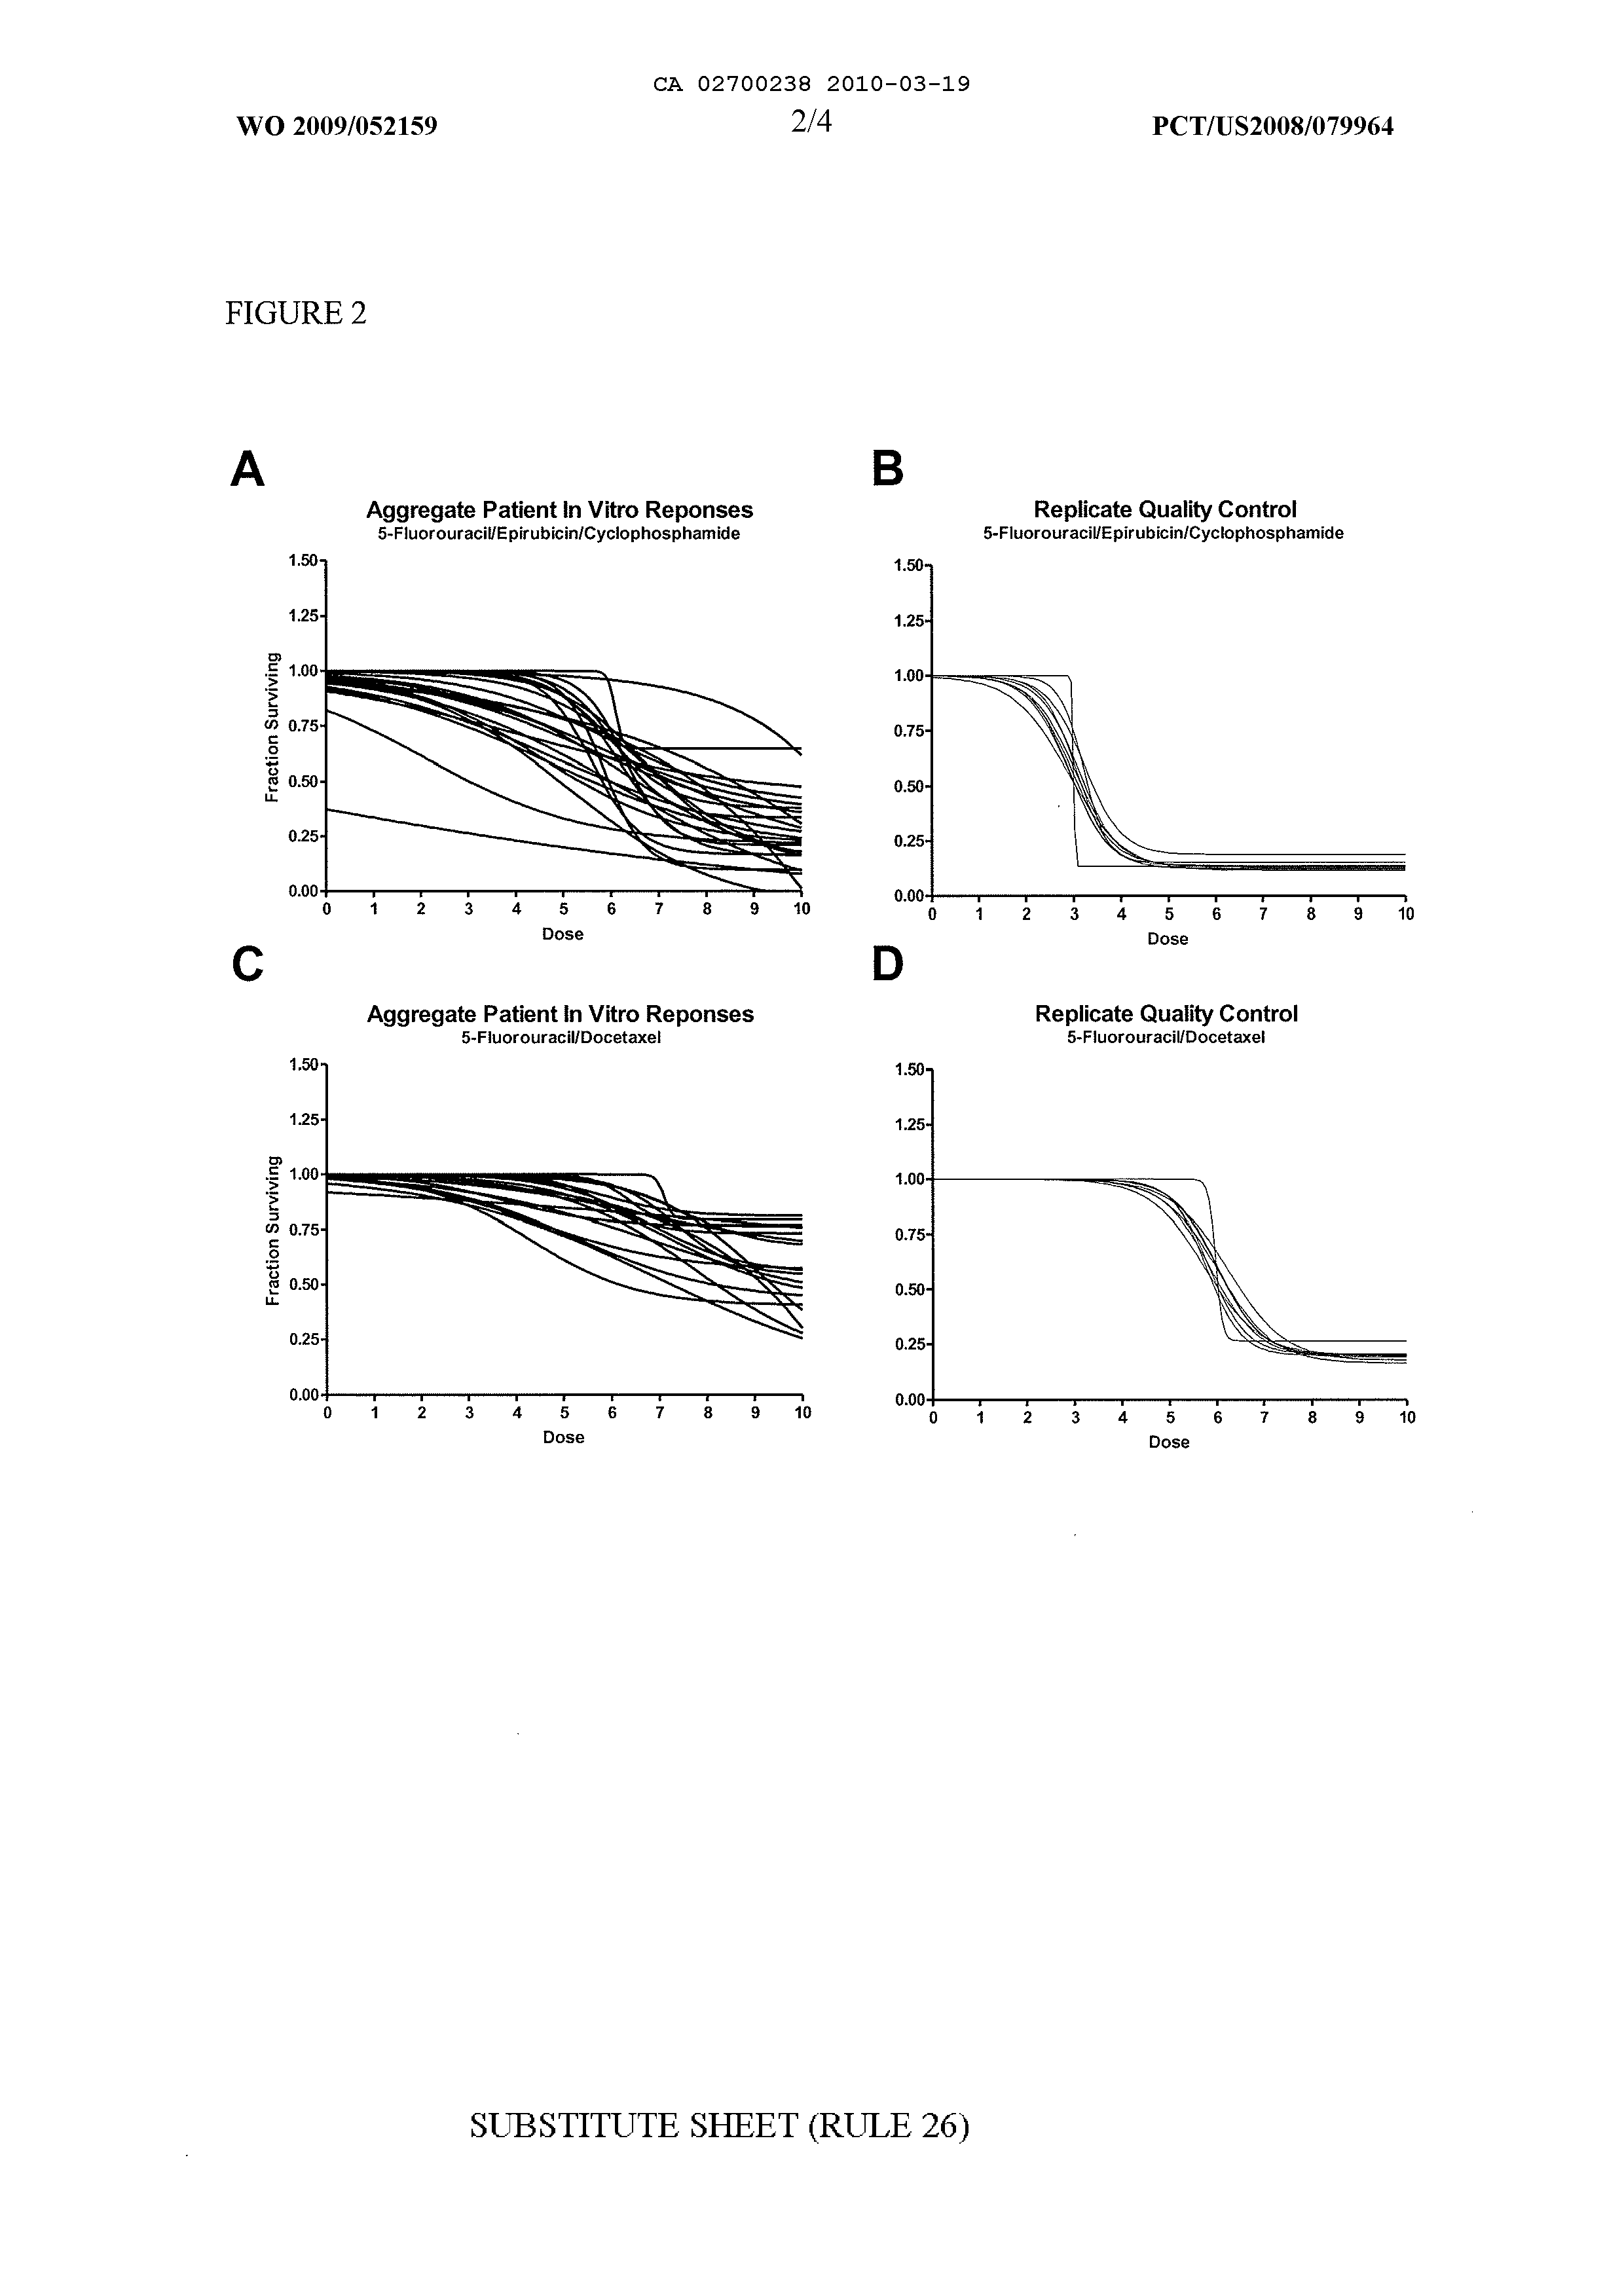 CA 02700238 2010-03-19
WO 2009/052159
2/4
PCT/US2008/079964
FIGURE 2
A
Aggregate Patient In Vitro Reponses
5-Fluorouracil/Epirubicin/Cyclophosphamide
1.50
1.25
1.00
0.75
0.50
0.25
0.00
Fraction Surviving
0 1 2 3 4 5 6 7 8 9 10
Dose
B
Replicate Quality Control
5-Fluorouracil/Epirubicin/Cyclophosphamide
1.50
1.25
1.00
0.75
0.50
0.25
0.00
0 1 2 3 4 5 6 7 8 9 10
Dose
C
Aggregate Patient In Vitro Reponses
5-Fluorouracil/Docetaxel
1.50
1.25
1.00
0.75
0.50
0.25
0.00
Fraction Surviving
0 1 2 3 4 5 6 7 8 9 10
Dose
D
Replicate Quality Control
5-Fluorouracil/Docetaxel
1.50
1.25
1.00
0.75
0.50
0.25
0.00
0 1 2 3 4 5 6 7 8 9 10
Dose
SUBSTITUTE SHEET (RULE 26)